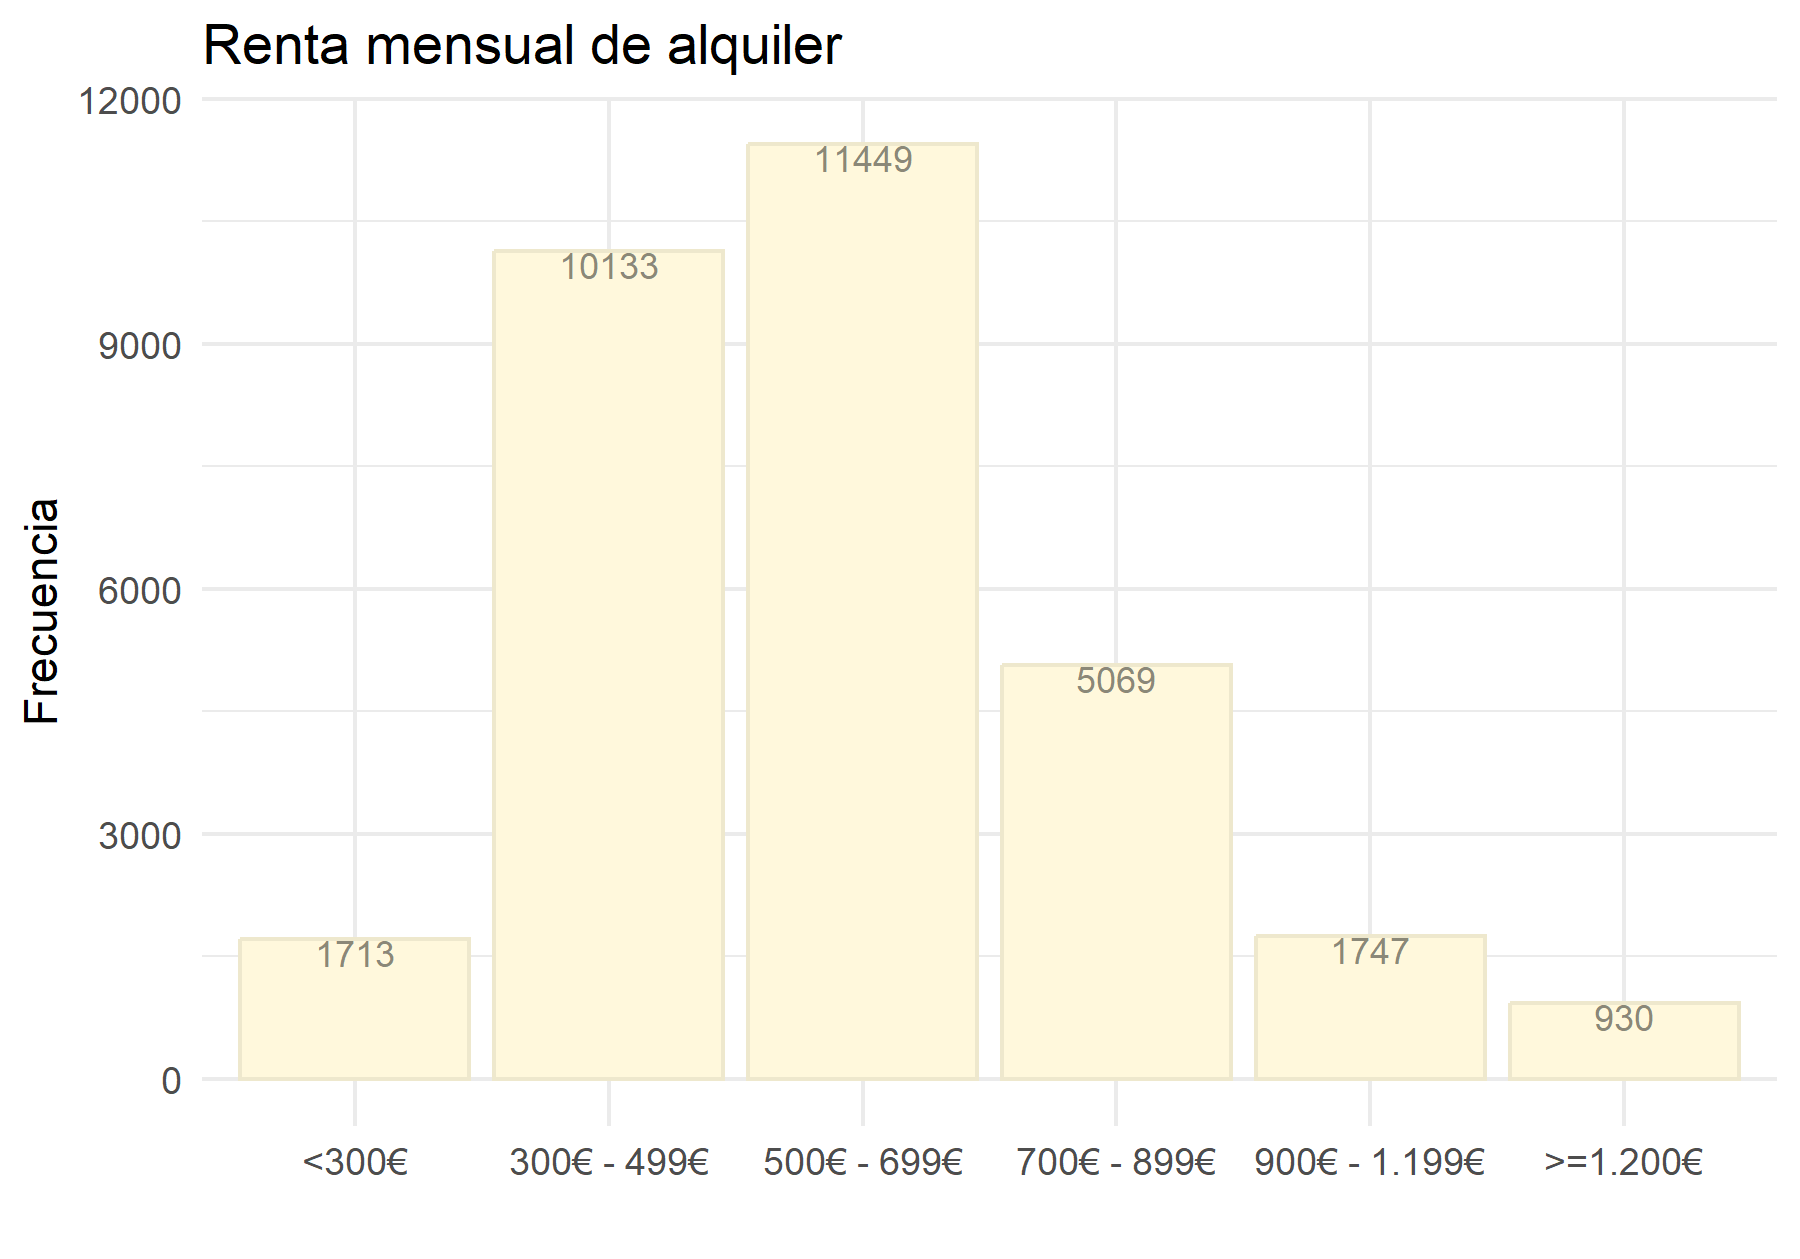 Renta mensual de alquiler
Frecuencia
12000
9000
6000
3000
0
1713
10133
11449
5069
1747
930
<300€
300€ - 499€
500€ - 699€
700€ - 899€
900€ - 1.199€
>=1.200€